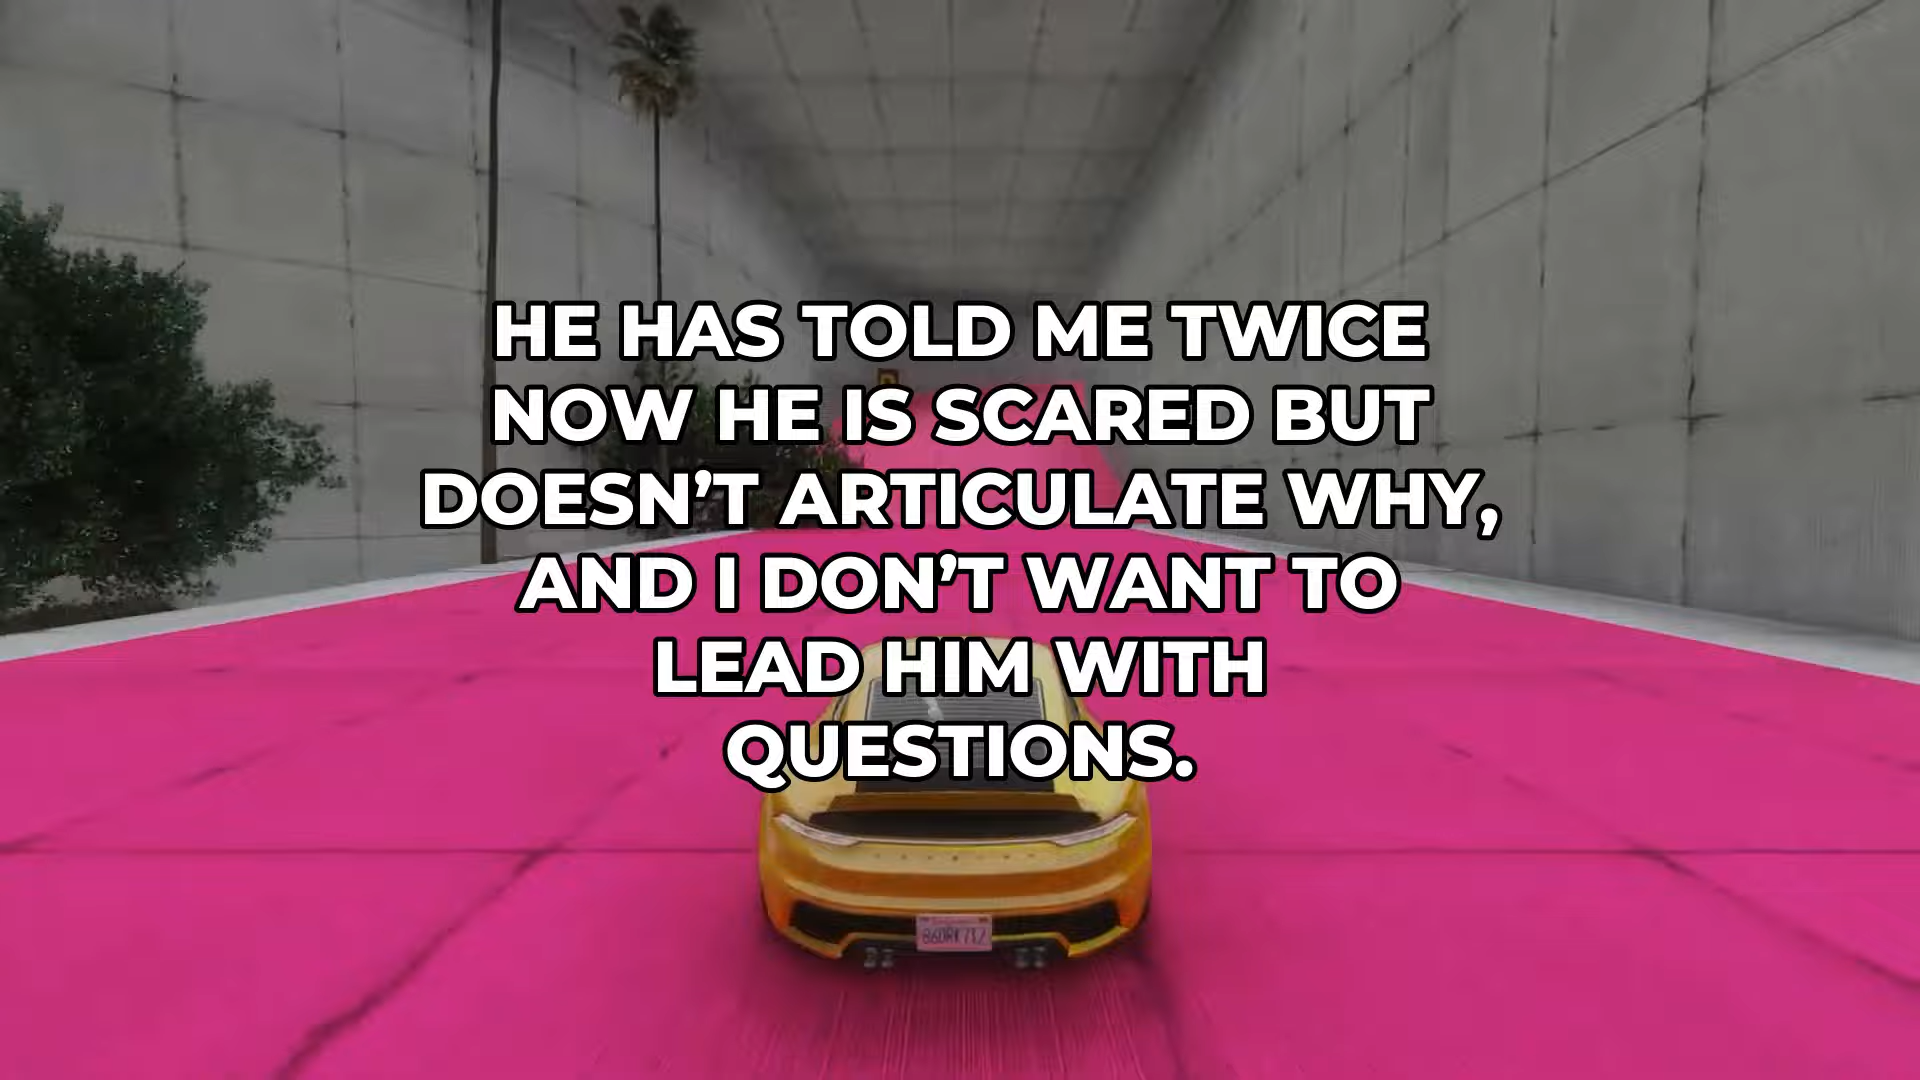 HE HAS TOLD ME TWICE
NOW HE IS SCARED BUT
DOESN’T ARTICULATE WHY,
AND I DON’T WANT TO
LEAD HIM WITH
QUESTIONS.